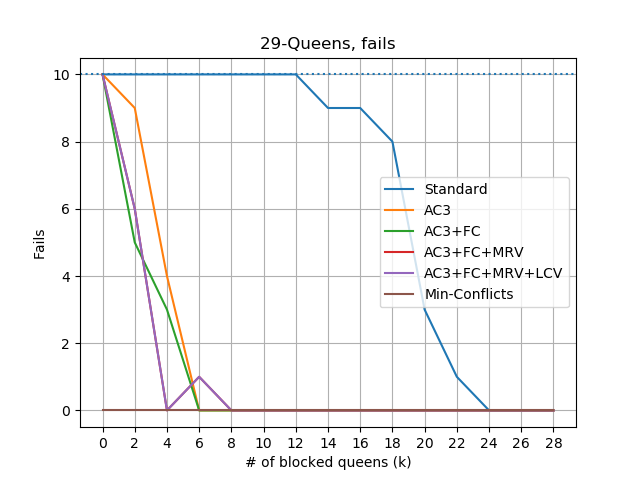 29-Queens, fails
10
8
6
4
2
0
Fails
Standard
AC3
AC3+FC
AC3+FC+MRV
AC3+FC+MRV+LCV
Min-Conflicts
0 2 4 6 8 10 12 14 16 18 20 22 24 26 28
# of blocked queens (k)